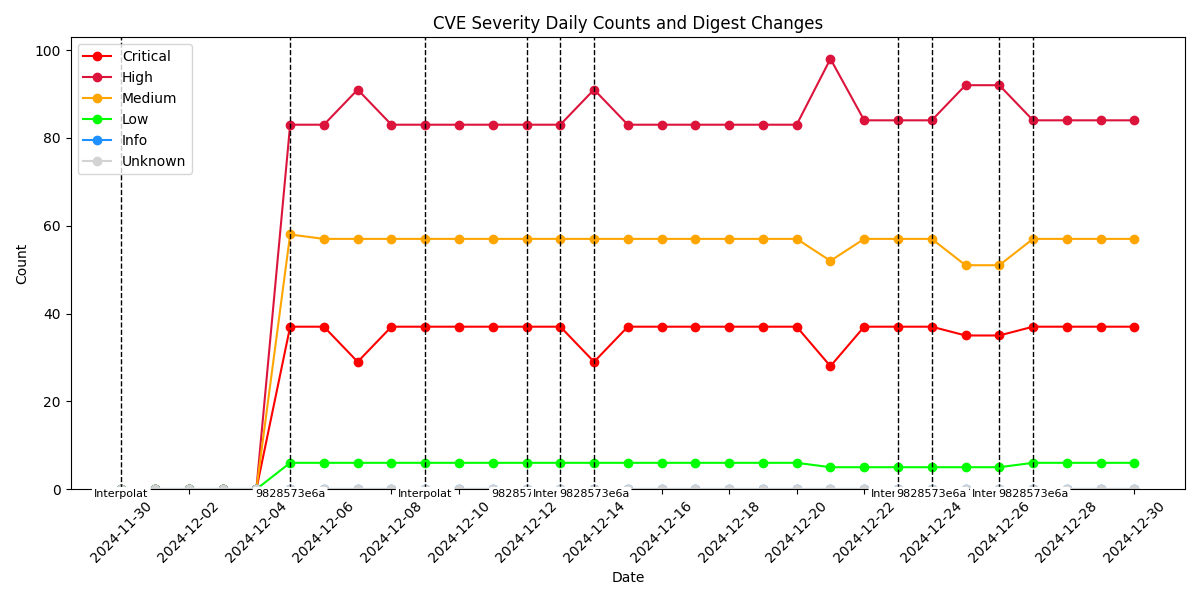 CVE Severity Daily Counts and Digest Changes
Critical
High
Medium
Low
Info
Unknown
100
80
60
40
20
0
Count
Interpolat
9828573e6a
Interpolat
98285
Inter
9828573e6a
Inter
9828573e6a
Inter
9828573e6a
2024-11-30
2024-12-02
2024-12-04
2024-12-06
2024-12-08
2024-12-10
2024-12-12
2024-12-14
2024-12-16
2024-12-18
2024-12-20
2024-12-22
2024-12-24
2024-12-26
2024-12-28
2024-12-30
Date